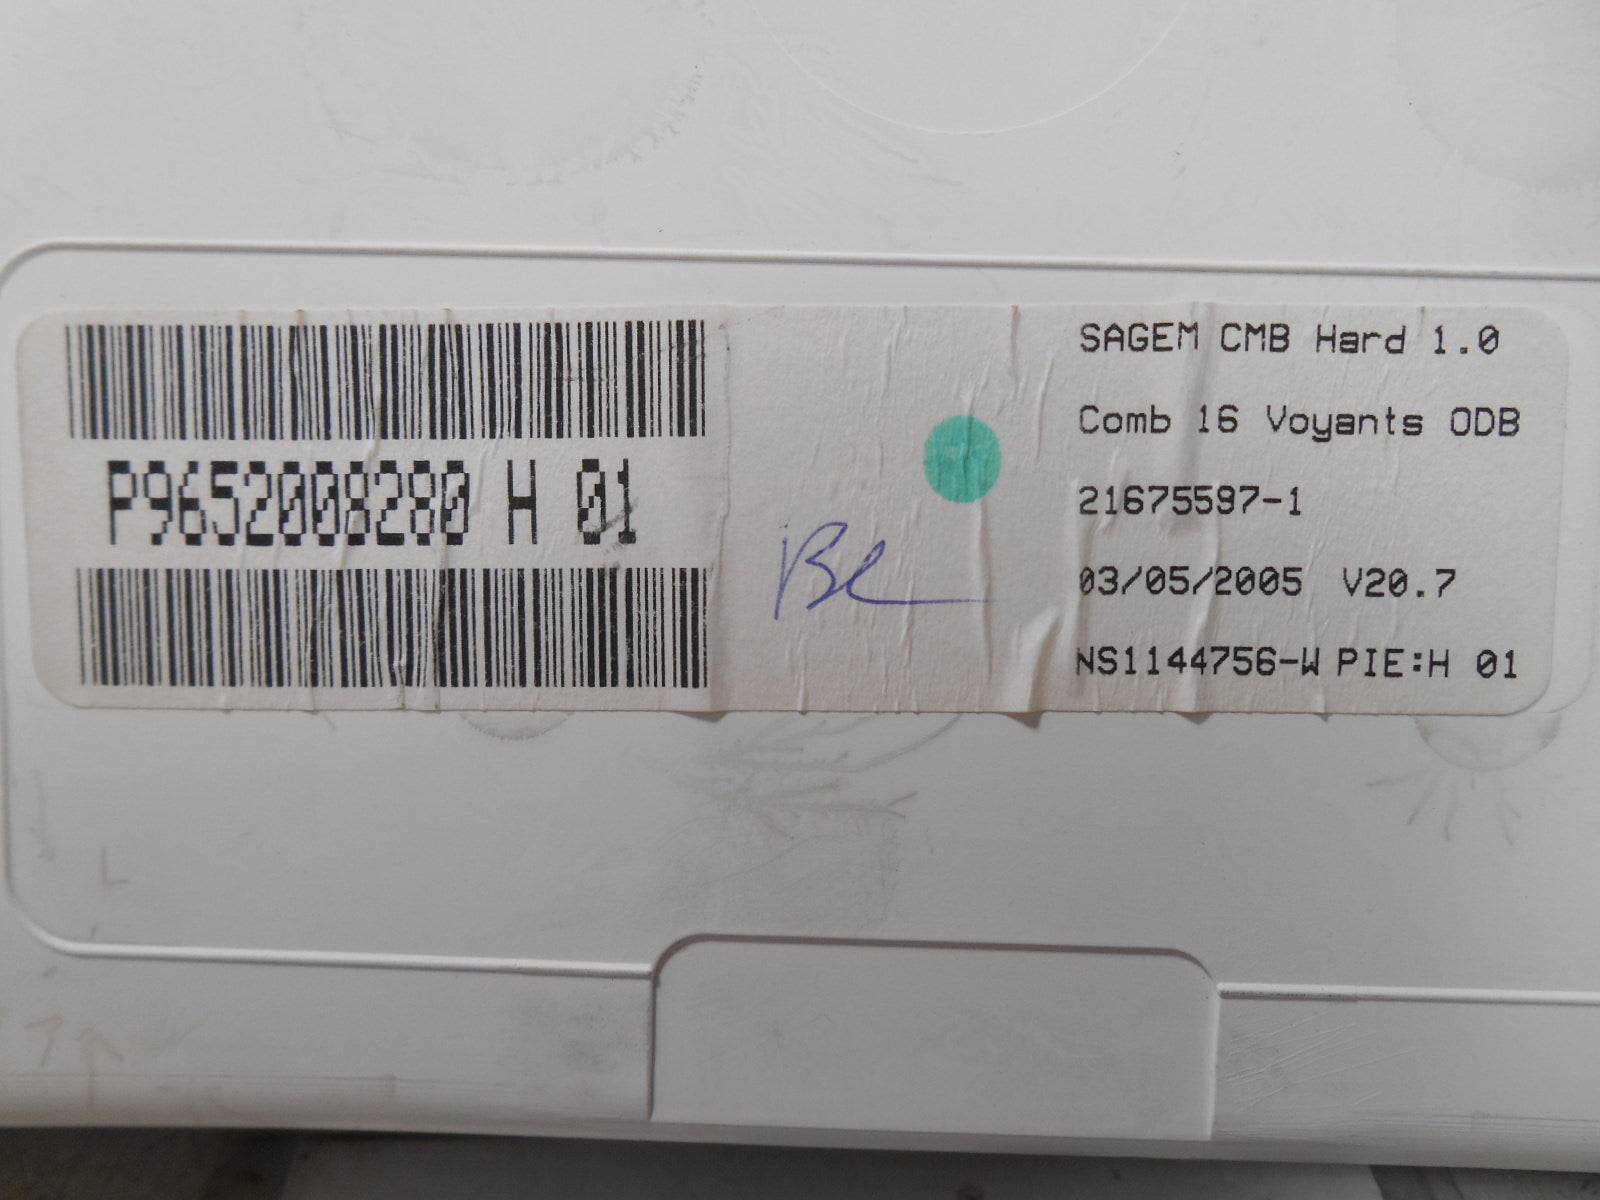 P9652008280 H 01
SAGEM CMB Hard 1.0
Comb 16 Voyants ODB
21675597-1
03/05/2005 V20.7
NS1144756-W PIE:H 01